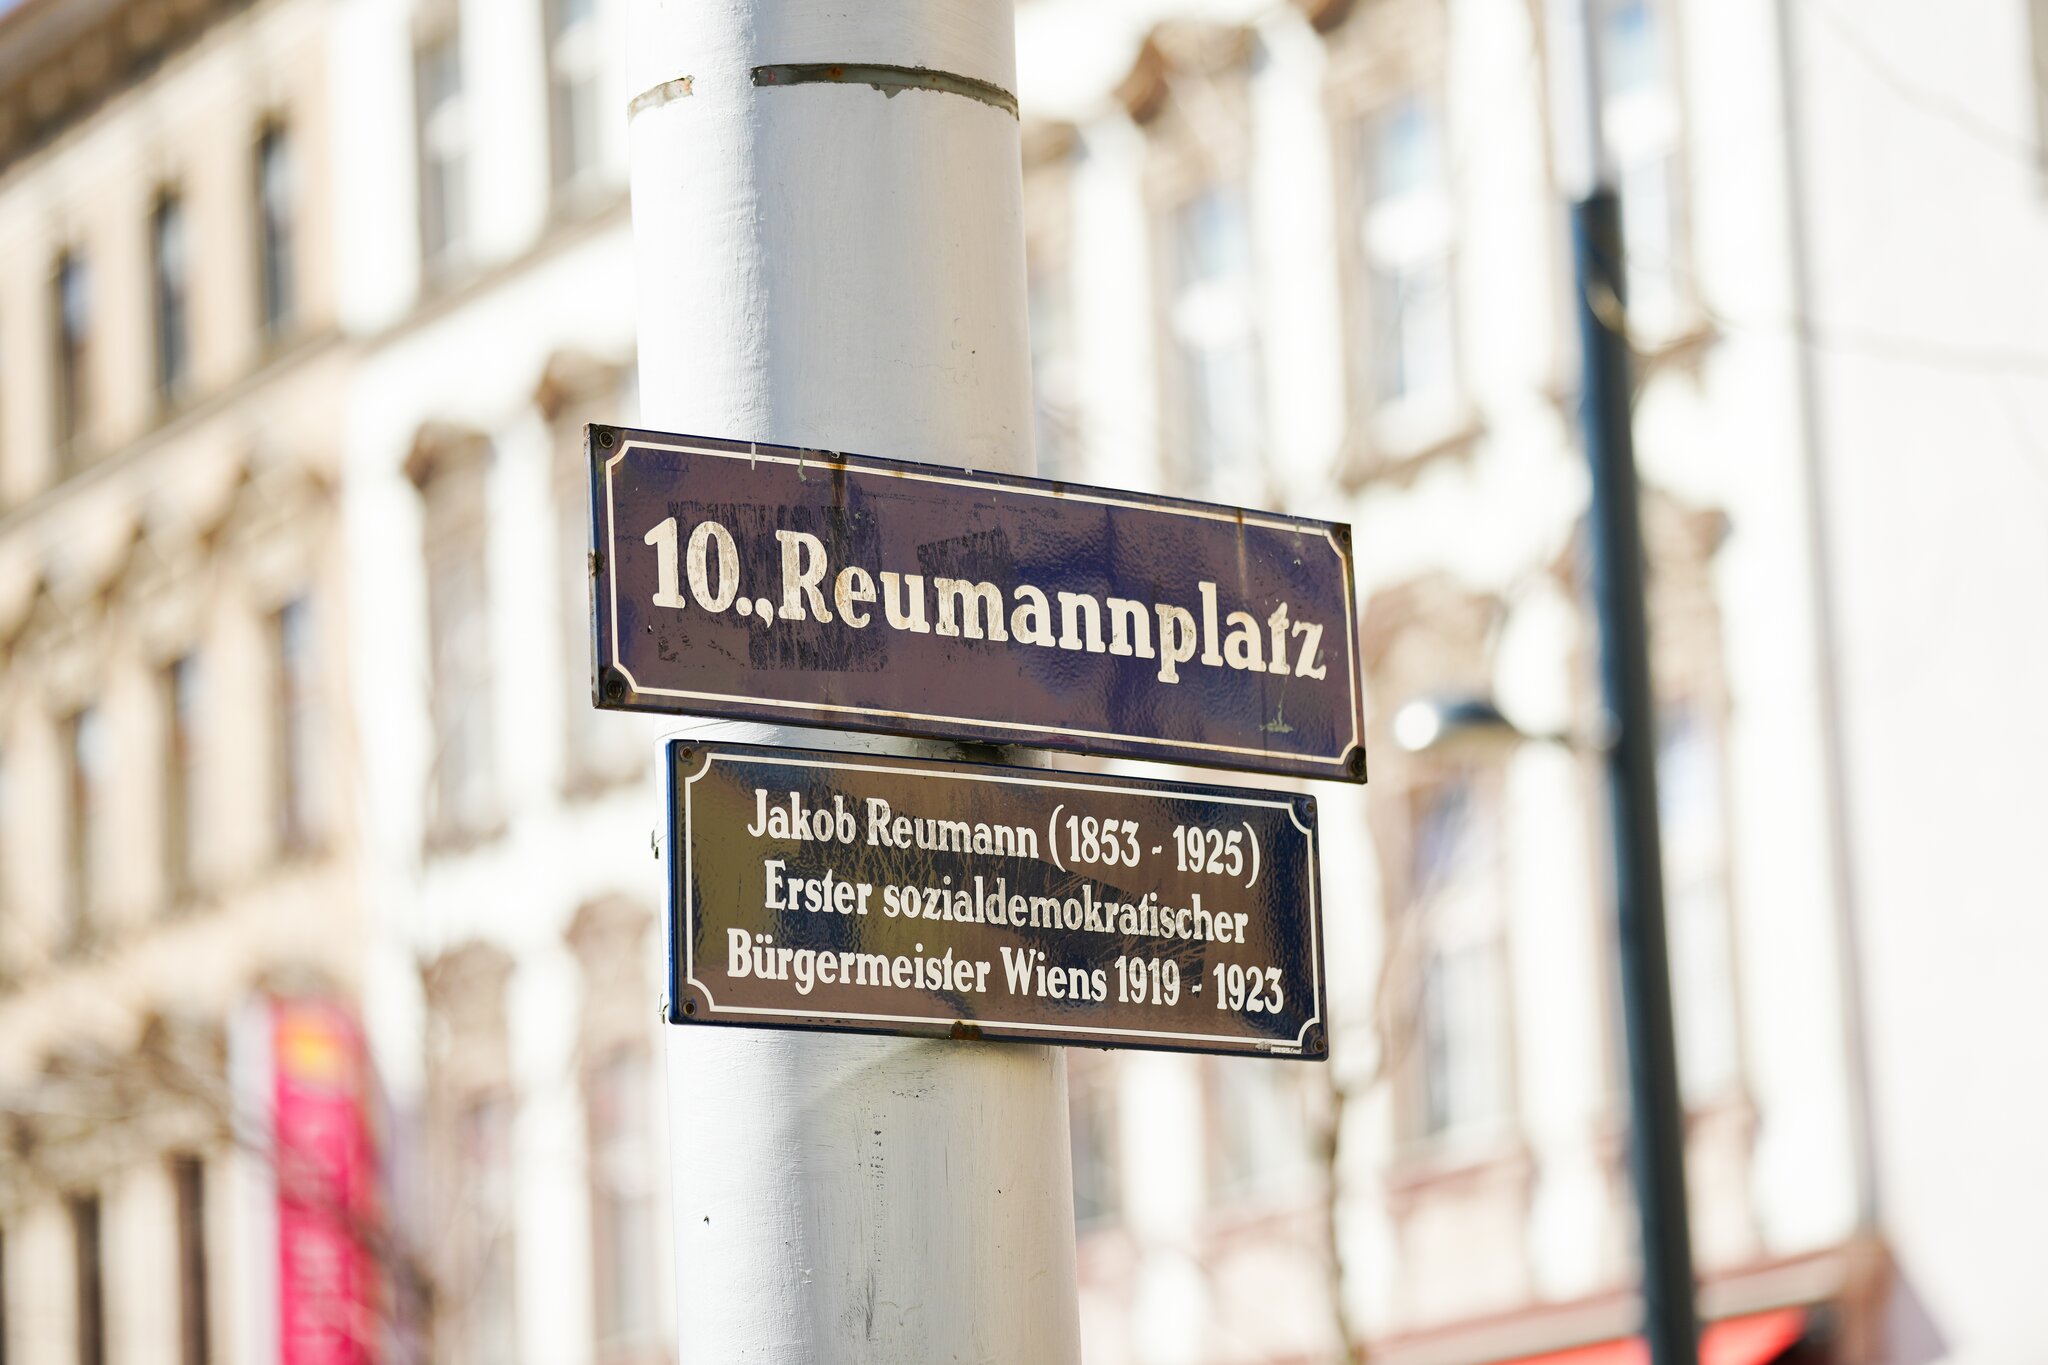 10., Reumannplatz
Jakob Reumann (1853 - 1925)
Erster sozialdemokratischer
Bürgermeister Wiens 1919 - 1923